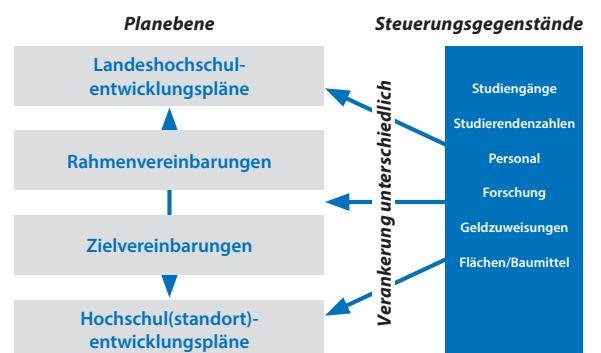 Planebene
Steuerungsgegenstände
Landeshochschul-
entwicklungspläne
Rahmenvereinbarungen
Zielvereinbarungen
Hochschul(standort)-
entwicklungspläne
Verankerung unterschiedlich
Studiengänge
Studierendenzahlen
Personal
Forschung
Geldzuweisungen
Flächen/Baumittel